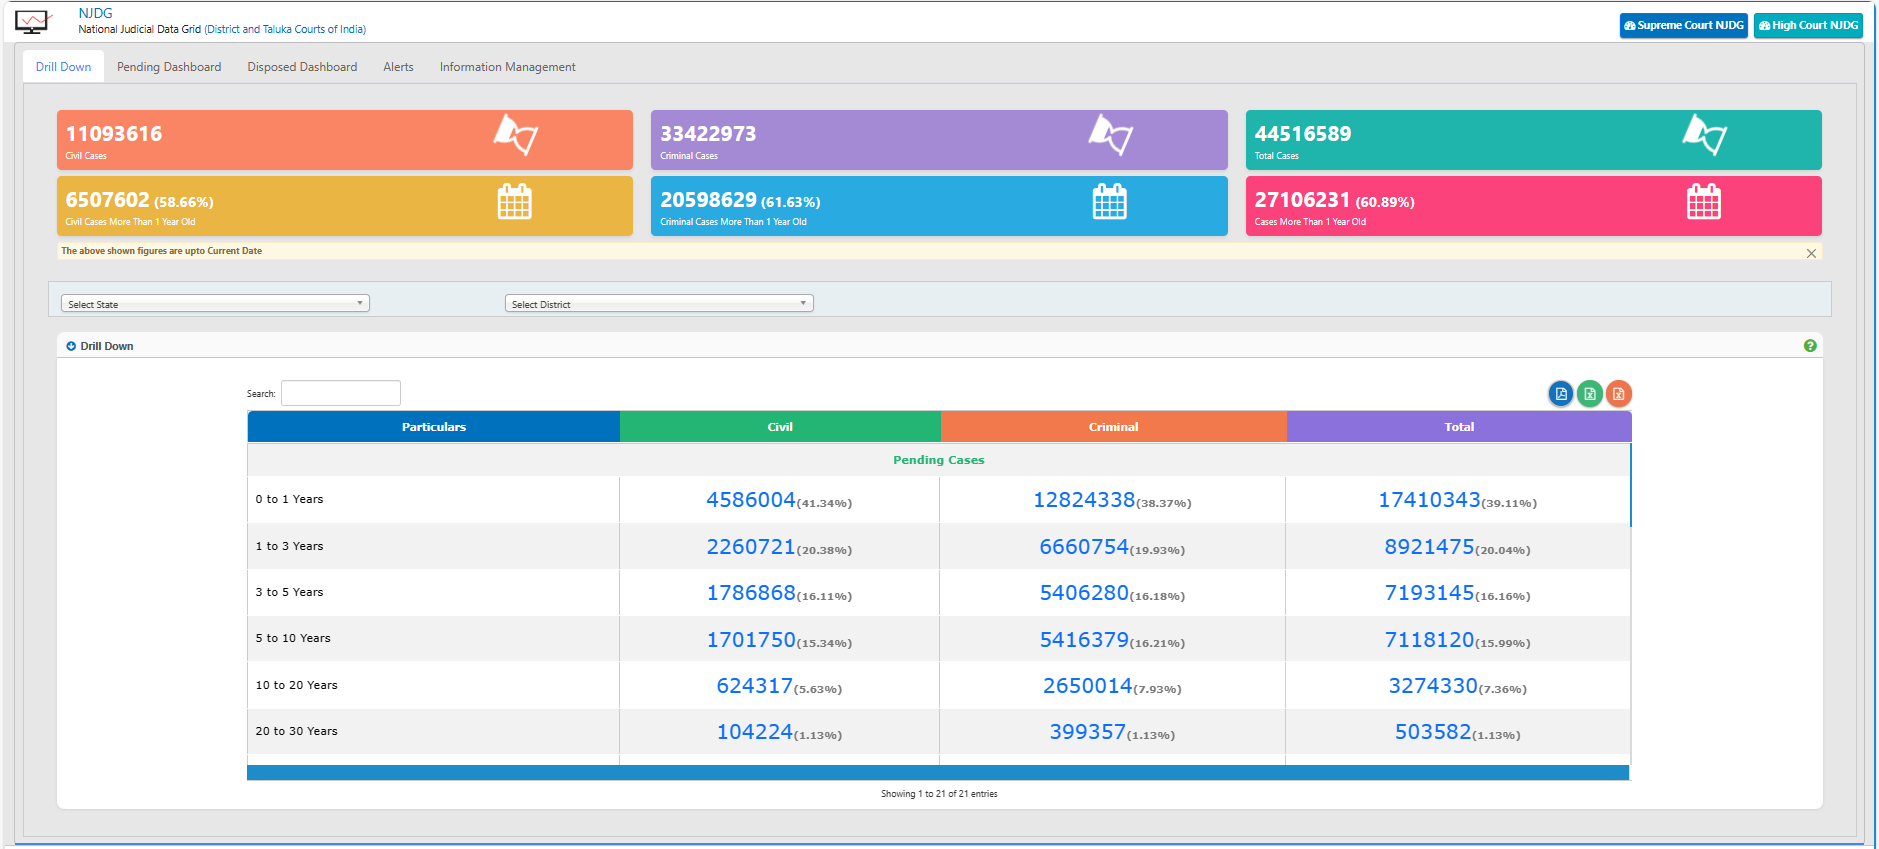 NJDG
National Judicial Data Grid (District and Taluka Courts of India)
Supreme Court NJDG
High Court NJDG
Drill Down
Pending Dashboard
Disposed Dashboard
Alerts
Information Management
11093616
Civil Cases
33422973
Criminal Cases
44516589
Total Cases
6507602 (58.66%)
Civil Cases More Than 1 Year Old
20598629 (61.63%)
Criminal Cases More Than 1 Year Old
27106231 (60.89%)
Cases More Than 1 Year Old
The above shown figures are upto Current Date
Select State
Select District
Drill Down
Search:
Particulars Civil Criminal Total
Pending Cases
0 to 1 Years 4586004(41.34%) 12824338(38.37%) 17410343(39.11%)
1 to 3 Years 2260721(20.38%) 6660754(19.93%) 8921475(20.04%)
3 to 5 Years 1786868(16.11%) 5406280(16.18%) 7193145(16.16%)
5 to 10 Years 1701750(15.34%) 5416379(16.21%) 7118120(15.99%)
10 to 20 Years 624317(5.63%) 2650014(7.93%) 3274330(7.36%)
20 to 30 Years 104224(1.13%) 399357(1.13%) 503582(1.13%)
Showing 1 to 21 of 21 entries